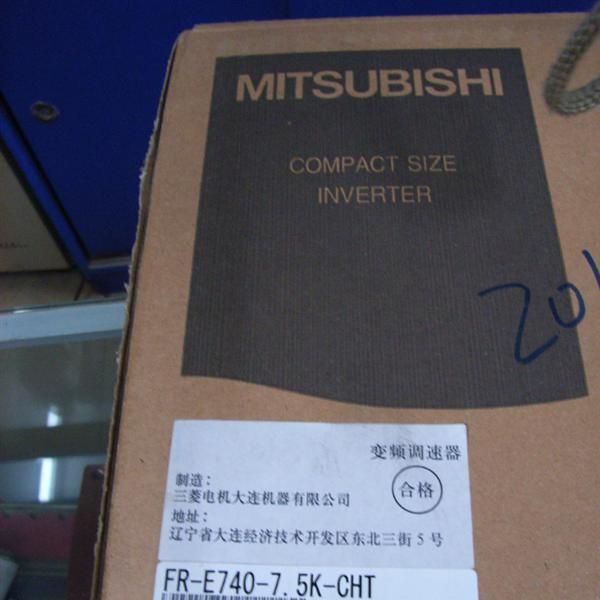 MITSUBISHI
COMPACT SIZE
INVERTER
变频调速器
合格
制造：
三菱电机大连机器有限公司
地址：
辽宁省大连经济技术开发区东北三街 5 号
FR-E740-7.5K-CHT